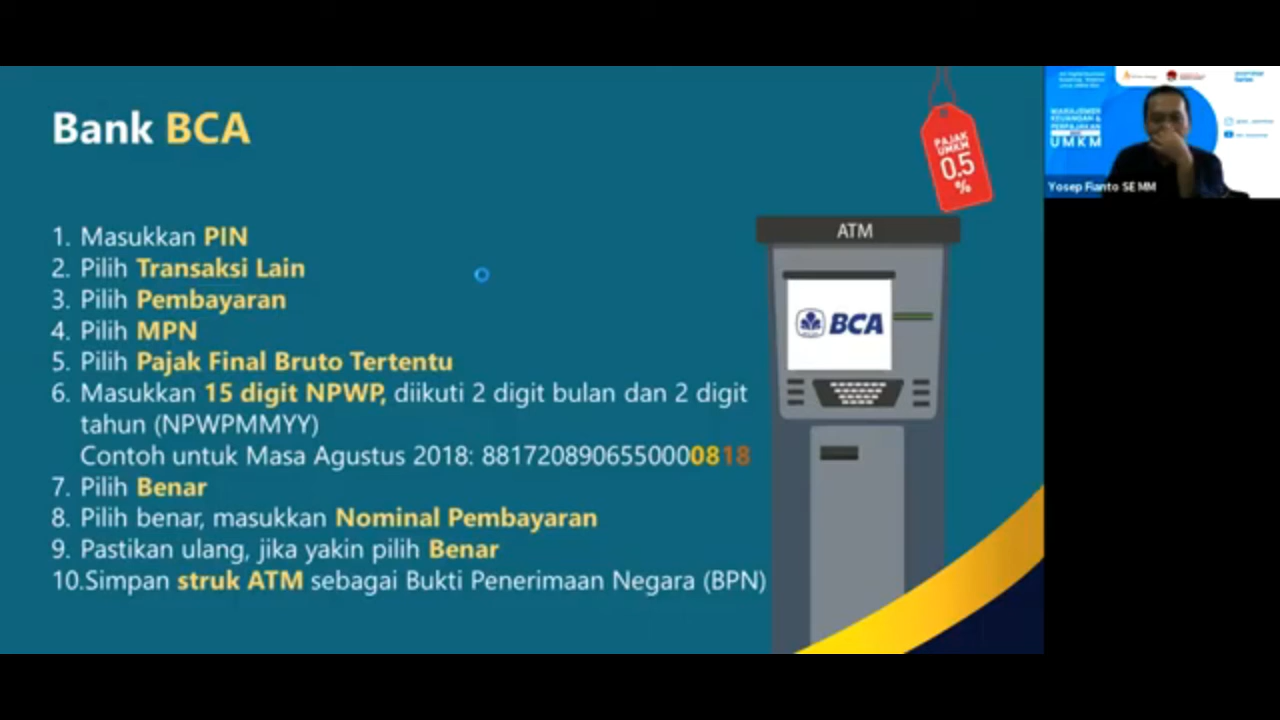 Bank BCA
PAJAK
UMKM
0.5
%
ATM
BCA
1. Masukkan PIN
2. Pilih Transaksi Lain
3. Pilih Pembayaran
4. Pilih MPN
5. Pilih Pajak Final Bruto Tertentu
6. Masukkan 15 digit NPWP, diikuti 2 digit bulan dan 2 digit
tahun (NPWPMMYY)
Contoh untuk Masa Agustus 2018: 8817208906550000818
7. Pilih Benar
8. Pilih benar, masukkan Nominal Pembayaran
9. Pastikan ulang, jika yakin pilih Benar
10.Simpan struk ATM sebagai Bukti Penerimaan Negara (BPN)
MANAJEMEN
KEUANGAN &
PERPAJAKAN
UMKM
Yosep Fianto SE MM